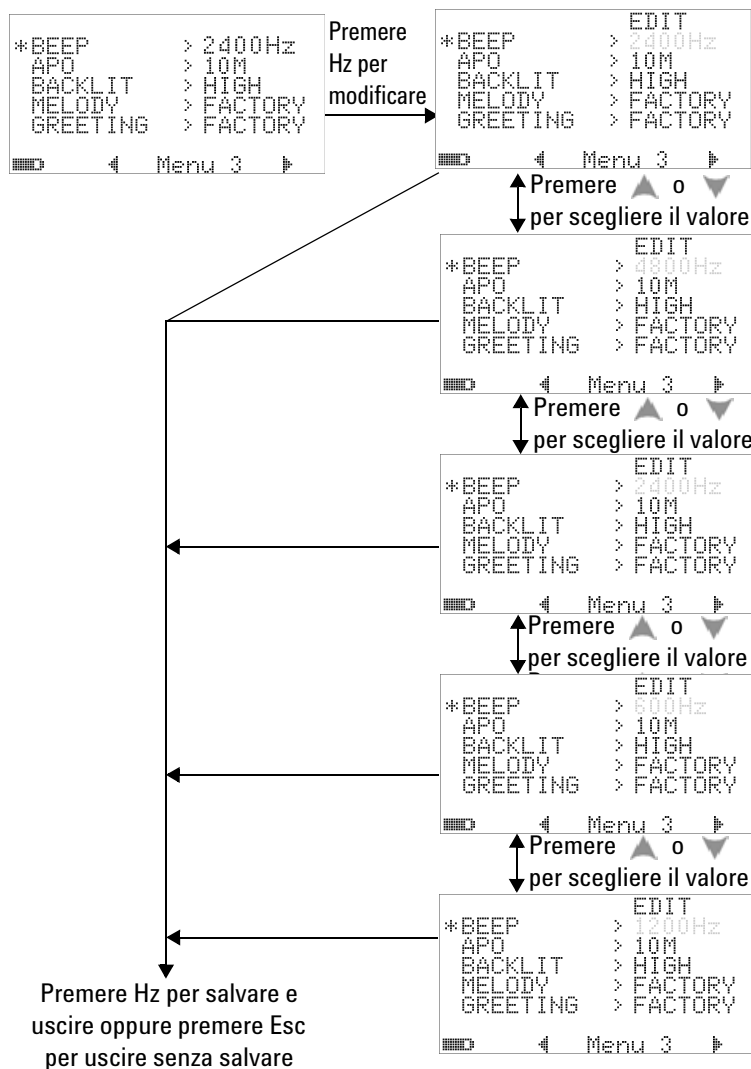 *BEEP > 2400Hz
APO > 10M
BACKLIT > HIGH
MELODY > FACTORY
GREETING > FACTORY
Menu 3
Premere
Hz per
modificare
EDIT
*BEEP > 2400Hz
APO > 10M
BACKLIT > HIGH
MELODY > FACTORY
GREETING > FACTORY
Menu 3
Premere o
per scegliere il valore
EDIT
*BEEP > 4800Hz
APO > 10M
BACKLIT > HIGH
MELODY > FACTORY
GREETING > FACTORY
Menu 3
Premere o
per scegliere il valore
EDIT
*BEEP > 2400Hz
APO > 10M
BACKLIT > HIGH
MELODY > FACTORY
GREETING > FACTORY
Menu 3
Premere o
per scegliere il valore
EDIT
*BEEP > 600Hz
APO > 10M
BACKLIT > HIGH
MELODY > FACTORY
GREETING > FACTORY
Menu 3
Premere o
per scegliere il valore
EDIT
*BEEP > 1200Hz
APO > 10M
BACKLIT > HIGH
MELODY > FACTORY
GREETING > FACTORY
Menu 3
Premere Hz per salvare e
uscire oppure premere Esc
per uscire senza salvare